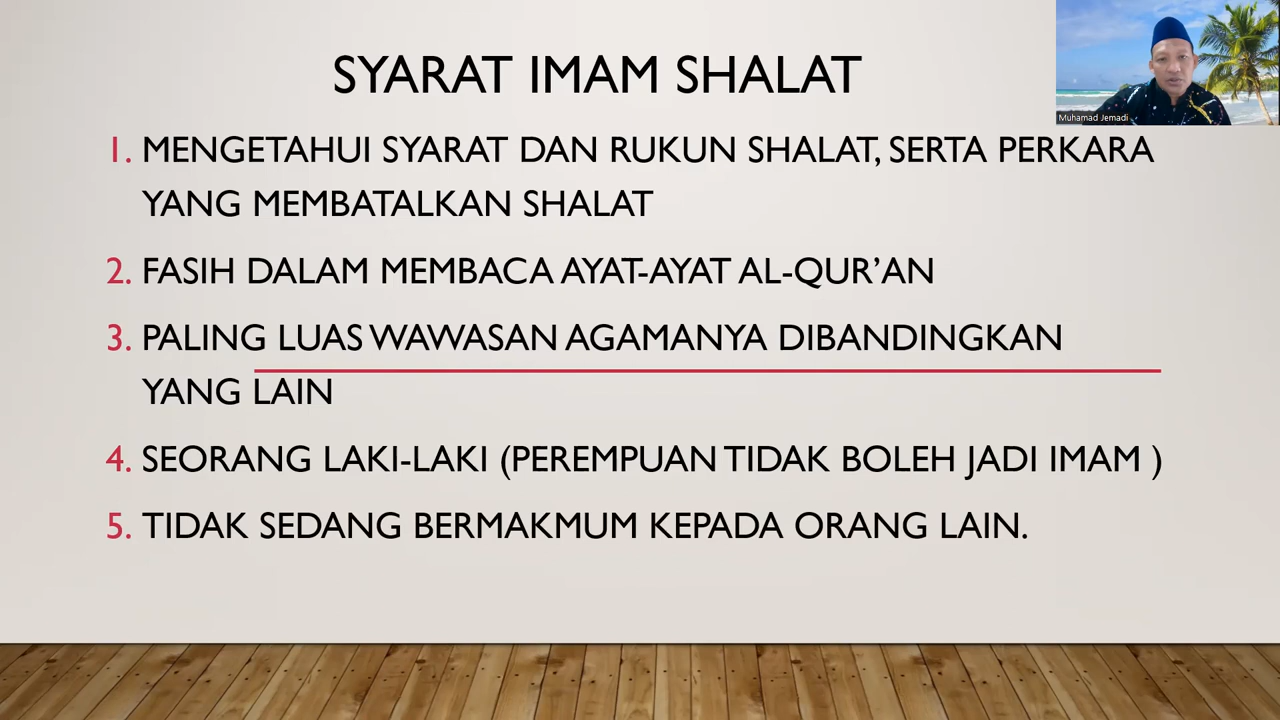 SYARAT IMAM SHALAT
Muhamad Jemadi
1. MENGETAHUI SYARAT DAN RUKUN SHALAT, SERTA PERKARA
YANG MEMBATALKAN SHALAT
2. FASIH DALAM MEMBACA AYAT-AYAT AL-QUR’AN
3. PALING LUAS WAWASAN AGAMANYA DIBANDINGKAN
YANG LAIN
4. SEORANG LAKI-LAKI (PEREMPUAN TIDAK BOLEH JADI IMAM )
5. TIDAK SEDANG BERMAKMUM KEPADA ORANG LAIN.